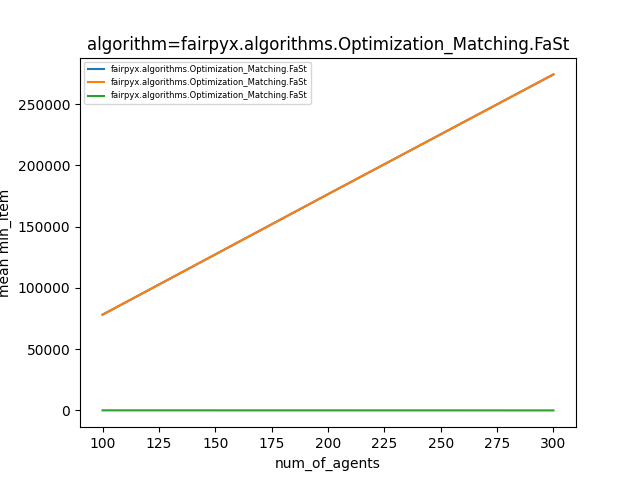 algorithm=fairpyx.algorithms.Optimization_Matching.FaSt
fairpyx.algorithms.Optimization_Matching.FaSt
fairpyx.algorithms.Optimization_Matching.FaSt
fairpyx.algorithms.Optimization_Matching.FaSt
mean min_item
250000
200000
150000
100000
50000
0
100 125 150 175 200 225 250 275 300
num_of_agents